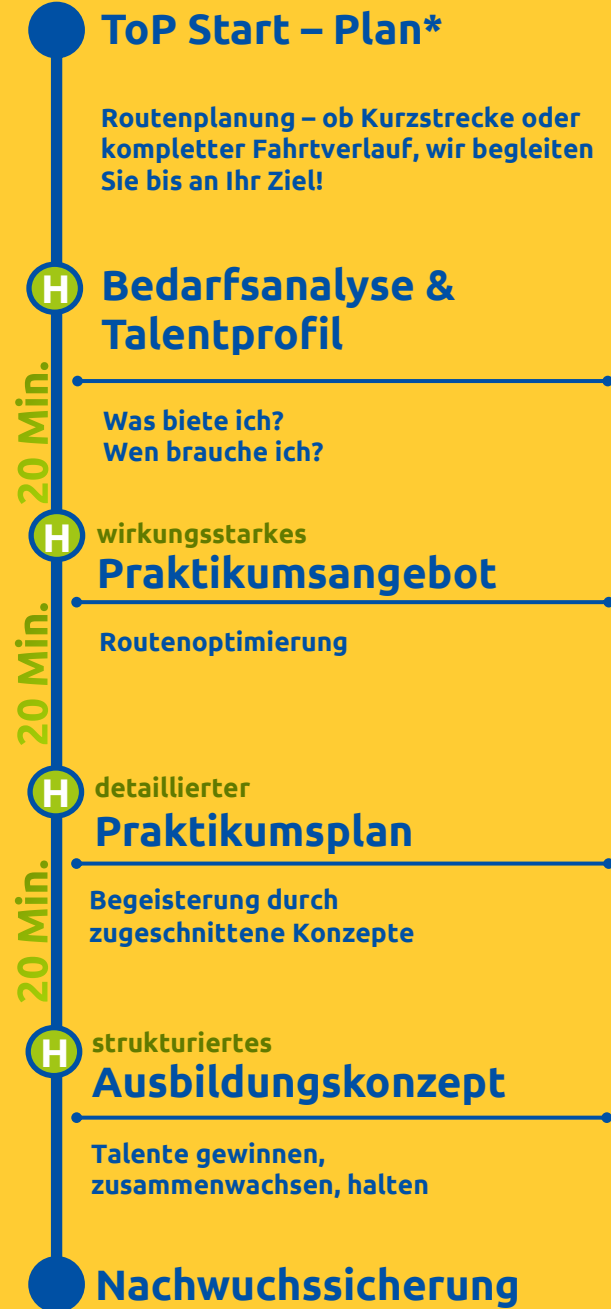 ToP Start – Plan*
Routenplanung – ob Kurzstrecke oder
kompletter Fahrtverlauf, wir begleiten
Sie bis an Ihr Ziel!
H
Bedarfsanalyse &
Talentprofil
20 Min.
Was biete ich?
Wen brauche ich?
H
wirkungsstarkes
Praktikumsangebot
20 Min.
Routenoptimierung
H
detaillierter
Praktikumsplan
20 Min.
Begeisterung durch
zugeschnittene Konzepte
H
strukturiertes
Ausbildungskonzept
Talente gewinnen,
zusammenwachsen, halten
Nachwuchssicherung